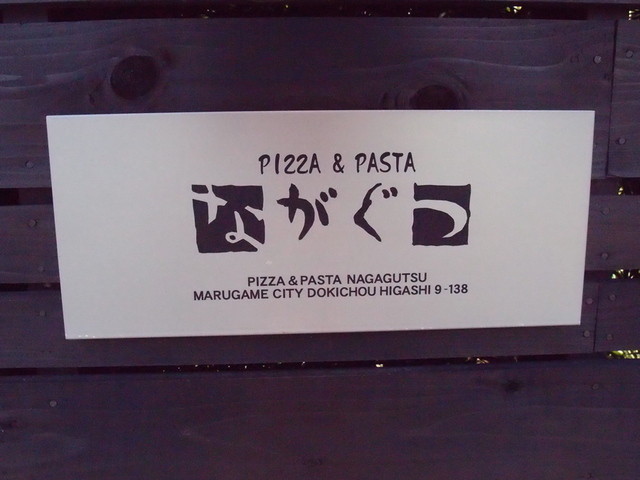 PIZZA & PASTA
ながぐつ
PIZZA & PASTA NAGAGUTSU
MARUGAME CITY DOKICHOU HIGASHI 9-138